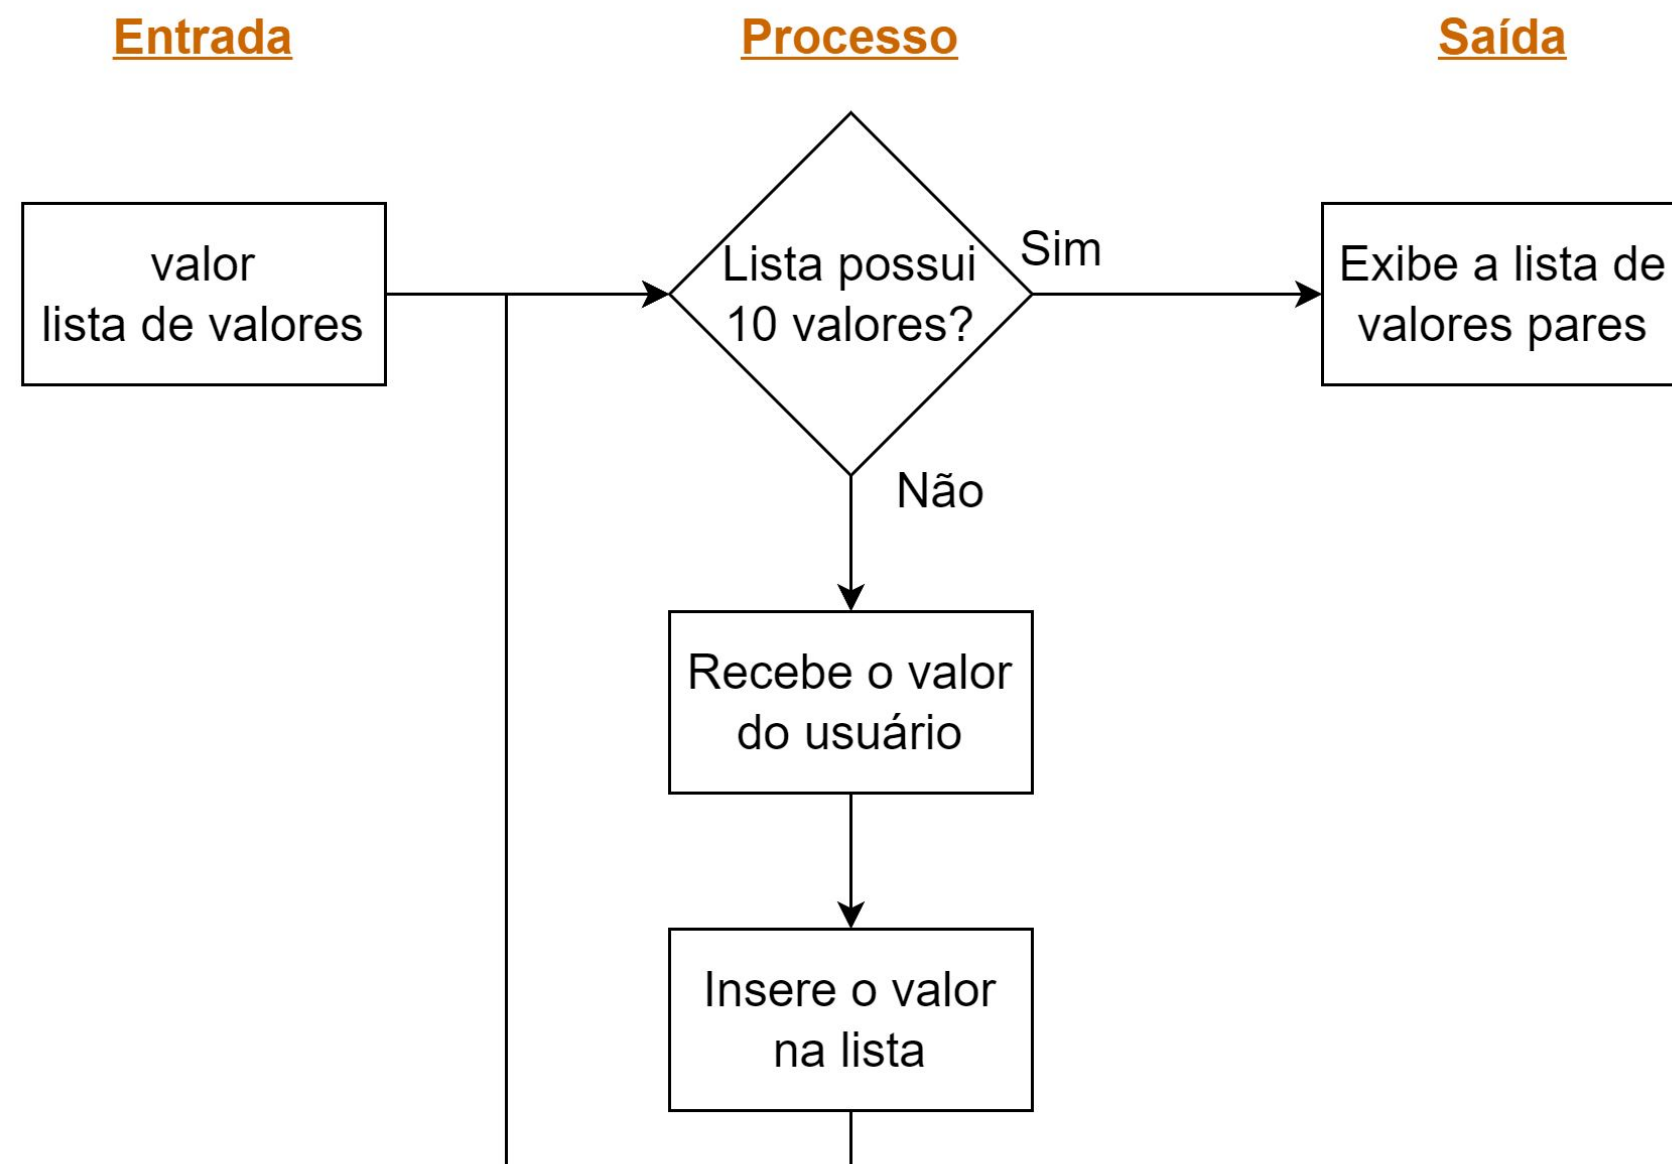 Entrada
Processo
Saída
valor
lista de valores
Lista possui
10 valores?
Sim
Exibe a lista de
valores pares
Não
Recebe o valor
do usuário
Insere o valor
na lista